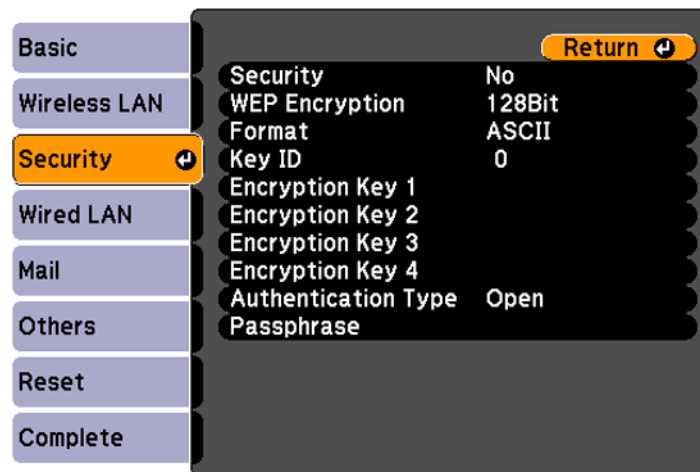 Basic
Wireless LAN
Security
Wired LAN
Mail
Others
Reset
Complete
Return
Security No
WEP Encryption 128Bit
Format ASCII
Key ID 0
Encryption Key 1
Encryption Key 2
Encryption Key 3
Encryption Key 4
Authentication Type Open
Passphrase